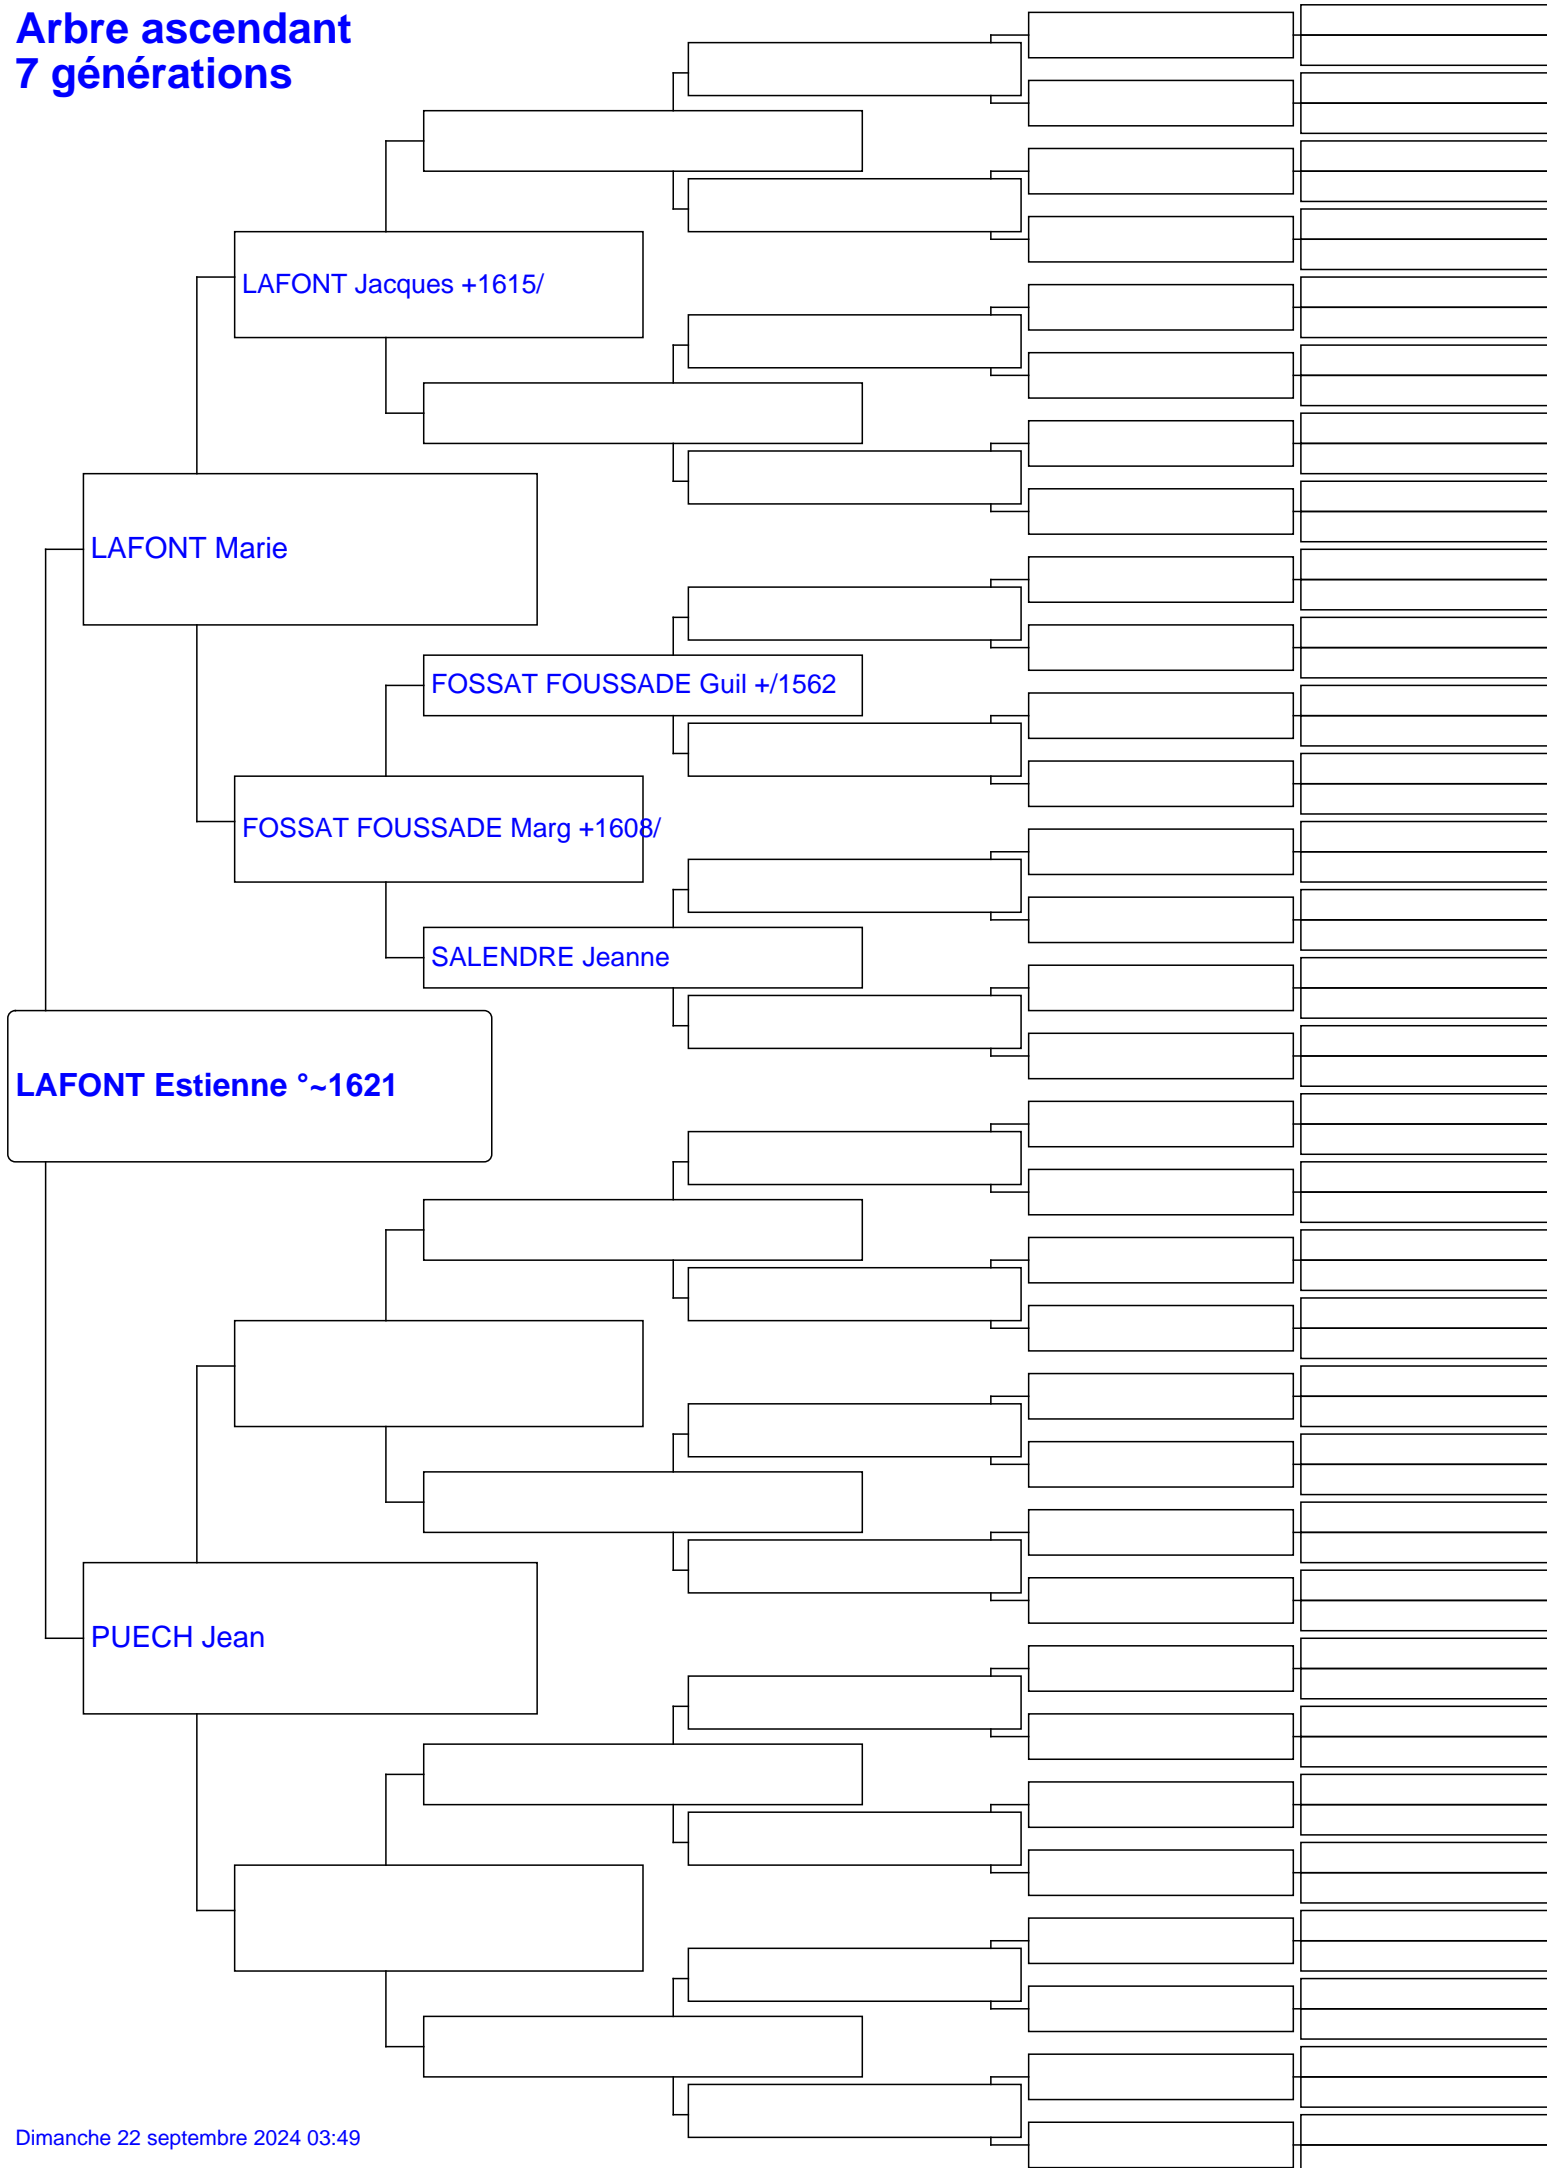 Arbre ascendant
7 générations
LAFONT Jacques +1615/
LAFONT Marie
FOSSAT FOUSSADE Guil +/1562
FOSSAT FOUSSADE Marg +1608/
SALENDRE Jeanne
LAFONT Estienne °~1621
PUECH Jean
Dimanche 22 septembre 2024 03:49